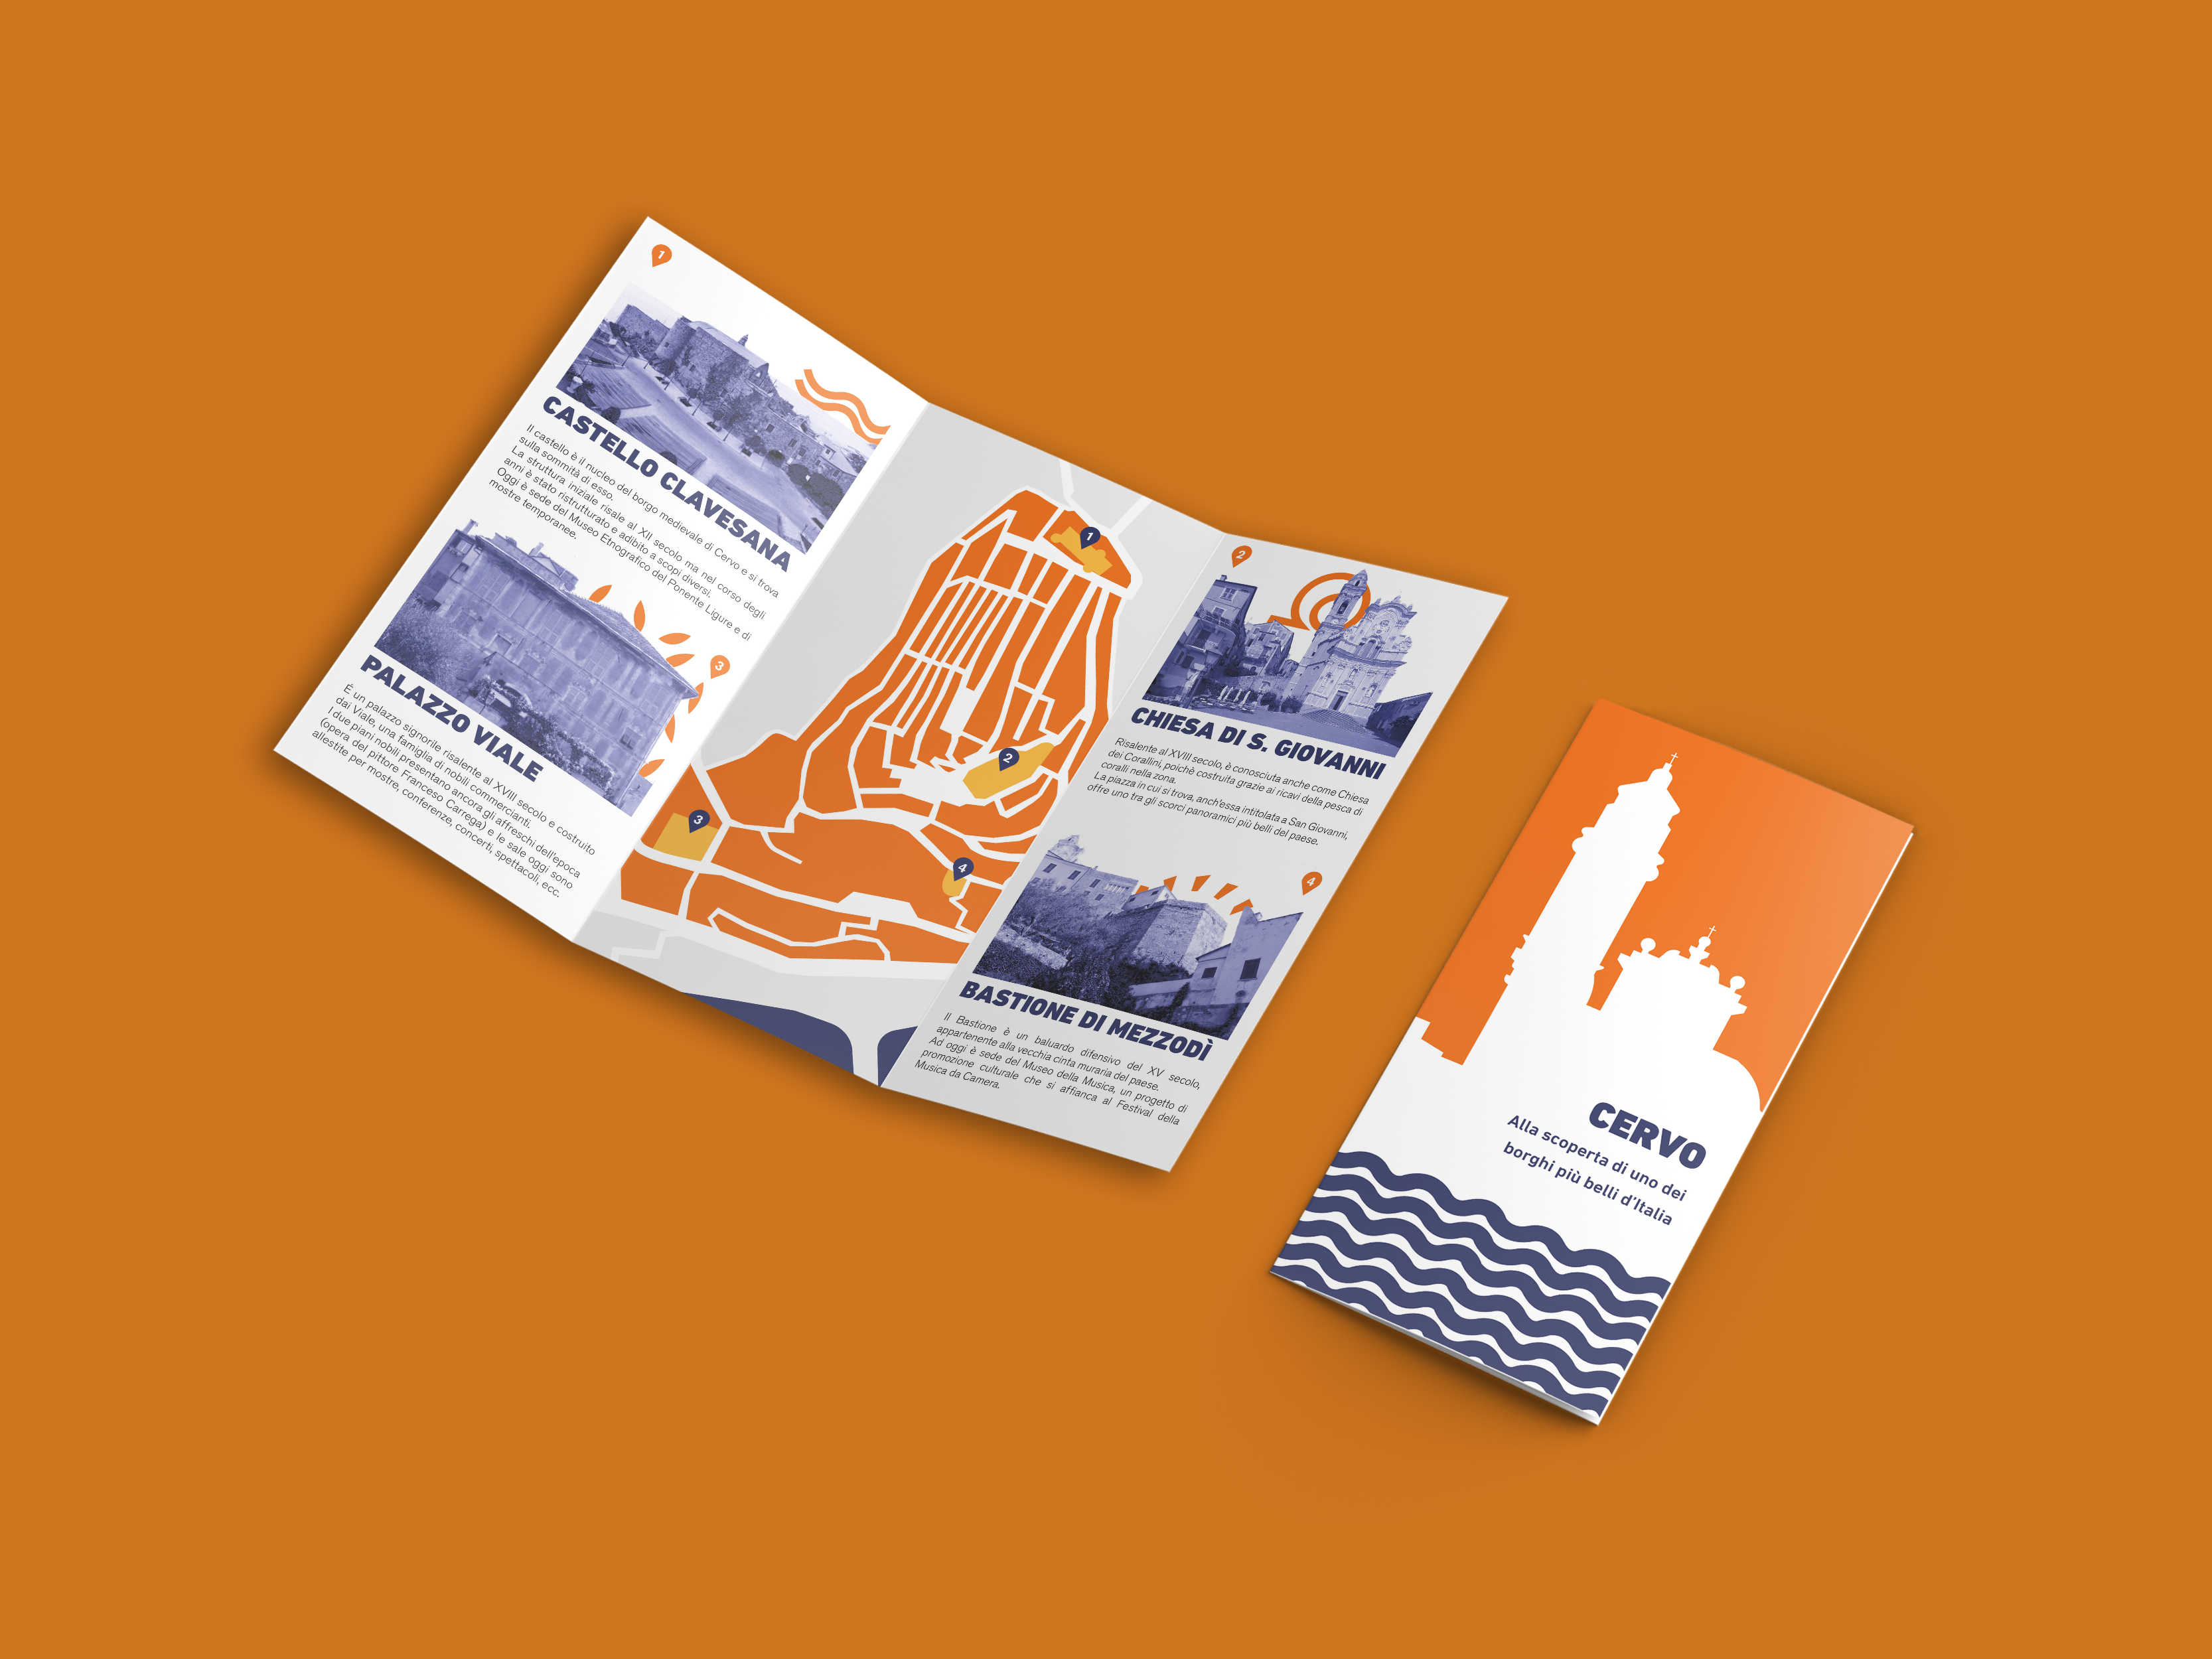 1
CASTELLO CLAVESANA
Il castello è il nucleo del borgo medievale di Cervo e si trova
sulla sommità di esso.
La struttura iniziale risale al XII secolo ma nel corso degli
anni è stato ristrutturato e adibito a scopi diversi.
Oggi è sede del Museo Etnografico del Ponente Ligure e di
mostre temporanee.
3
PALAZZO VIALE
É un palazzo signorile risalente al XVIII secolo e costruito
dai Viale, una famiglia di nobili commercianti.
I due piani nobili presentano ancora gli affreschi dell'epoca
(opera del pittore Franceso Carrega) e le sale oggi sono
allestite per mostre, conferenze, concerti, spettacoli, ecc.
1
2
3
4
2
CHIESA DI S. GIOVANNI
Risalente al XVIII secolo, è conosciuta anche come Chiesa
dei Corallini, poichè costruita grazie ai ricavi della pesca di
coralli nella zona.
La piazza in cui si trova, anch'essa intitolata a San Giovanni,
offre uno tra gli scorci panoramici più belli del paese.
4
BASTIONE DI MEZZODÌ
Il Bastione è un baluardo difensivo del XV secolo,
appartenente alla vecchia cinta muraria del paese.
Ad oggi è sede del Museo della Musica, un progetto di
promozione culturale che si affianca al Festival della
Musica da Camera.
CERVO
Alla scoperta di uno dei
borghi più belli d'Italia